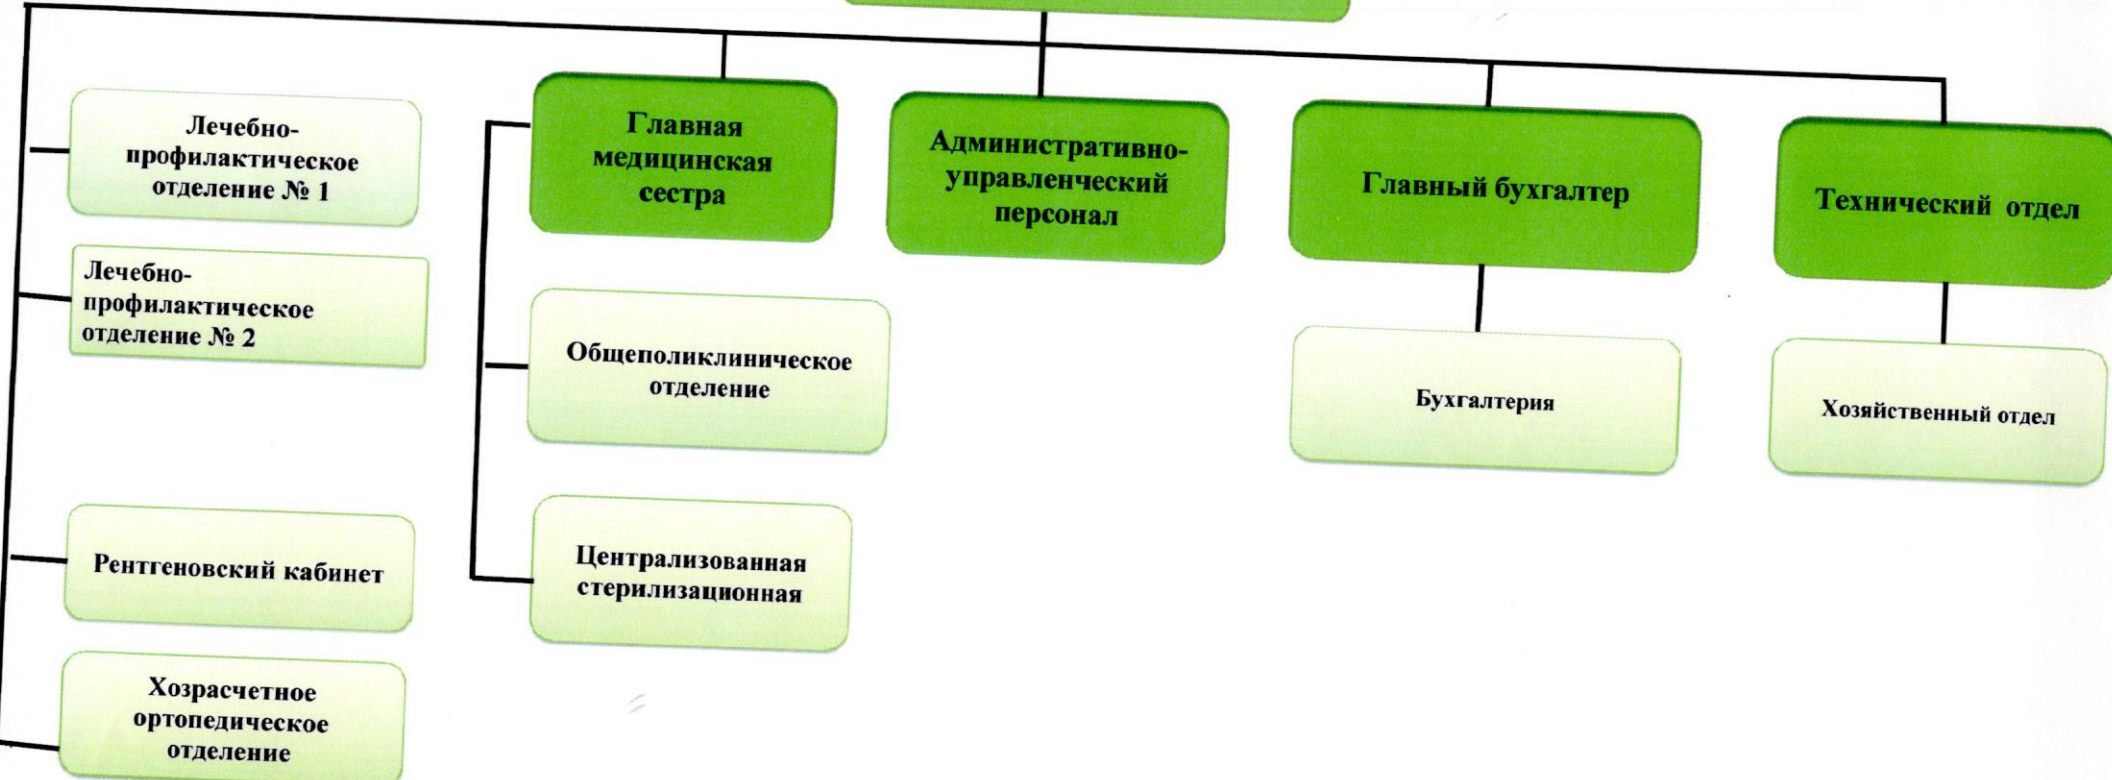 Лечебно-
профилактическое
отделение № 1
Лечебно-
профилактическое
отделение № 2
Рентгеновский кабинет
Хозрасчетное
ортопедическое
отделение
Главная
медицинская
сестра
Общеполиклиническое
отделение
Централизованная
стерилизационная
Административно-
управленческий
персонал
Главный бухгалтер
Бухгалтерия
Технический отдел
Хозяйственный отдел